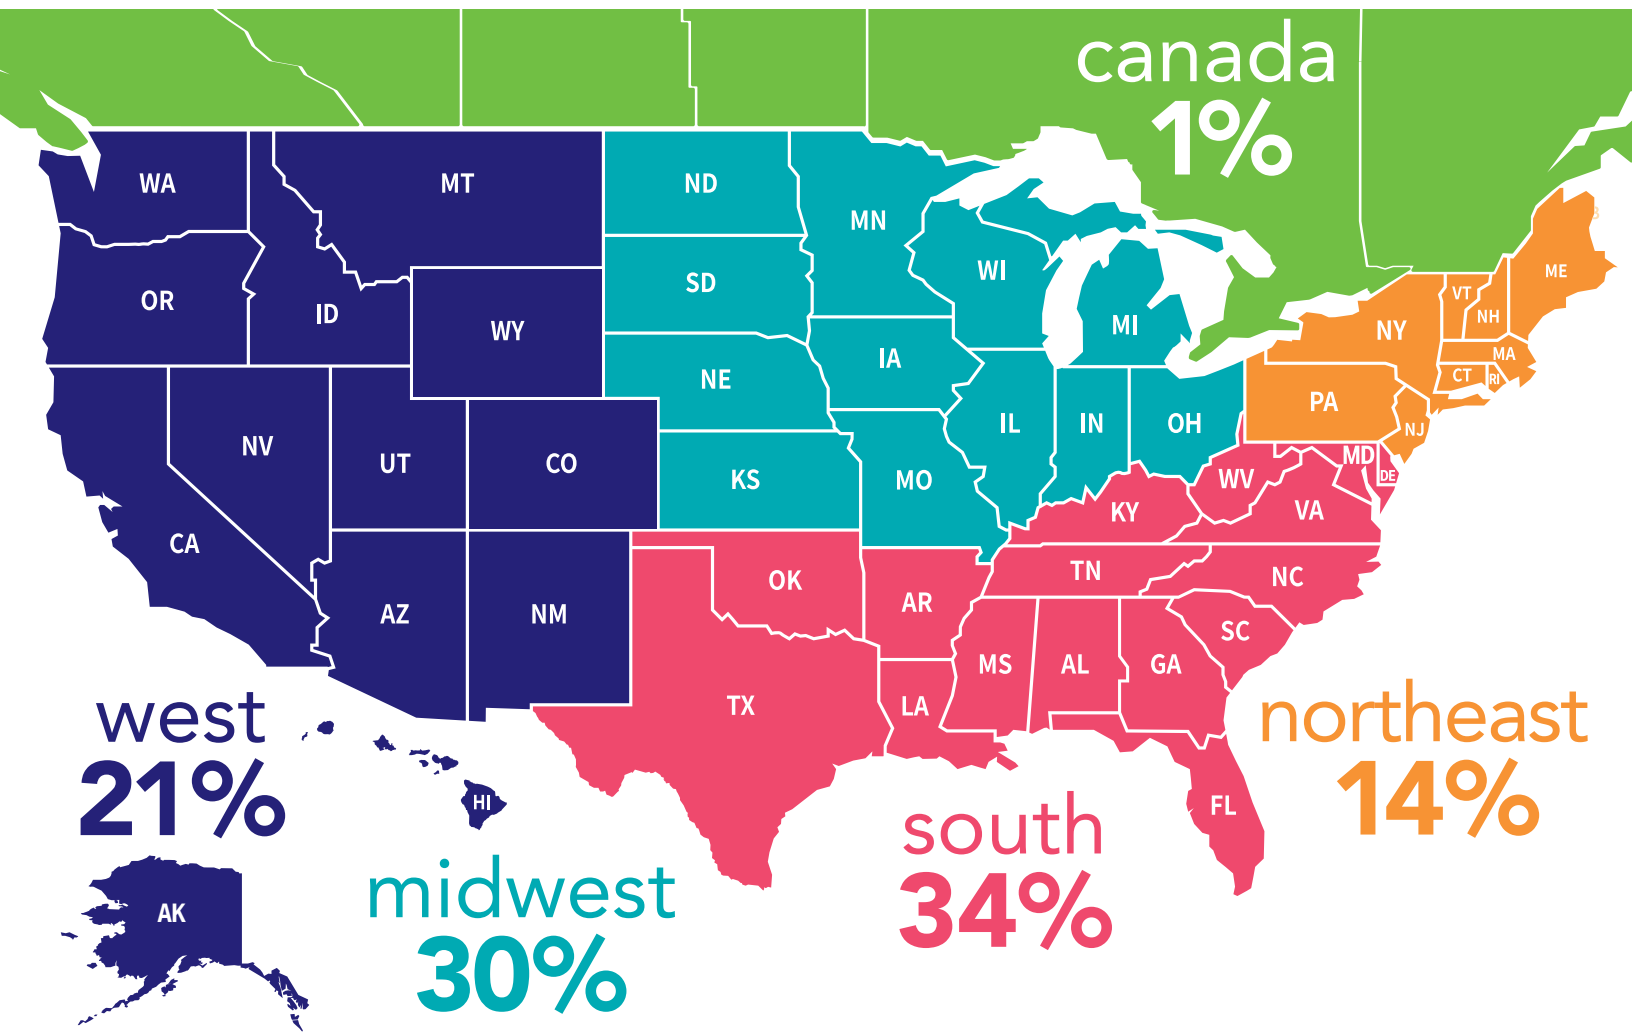 canada
1%
WA
MT
ND
MN
OR
ID
WY
SD
WI
MI
ME
VT
NH
NY
MA
CT
RI
IA
NE
PA
NJ
NV
UT
CO
KS
MO
IL
IN
OH
MD
DE
WV
VA
KY
CA
AZ
NM
OK
AR
TN
NC
SC
TX
LA
MS
AL
GA
FL
west
21%
HI
AK
midwest
30%
south
34%
northeast
14%